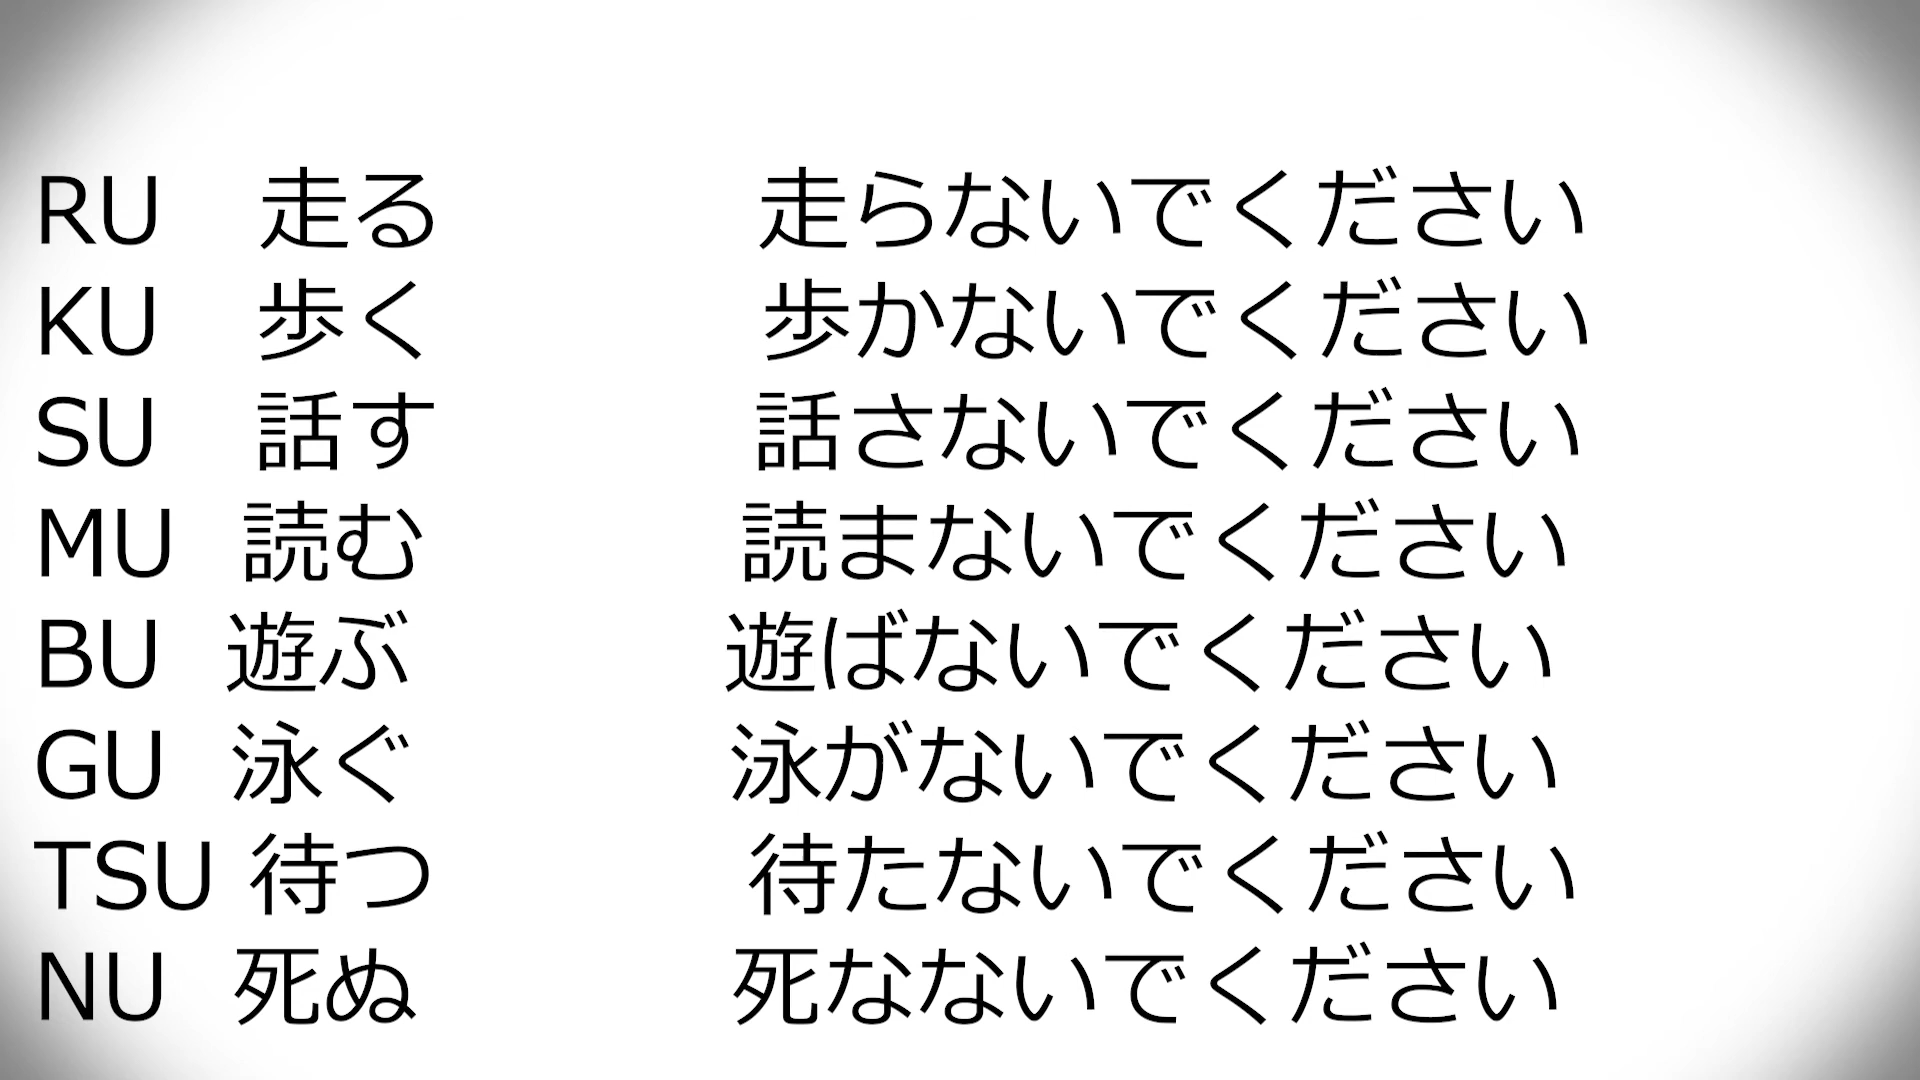 RU 走る 走らないでください
KU 歩く 歩かないでください
SU 話す 話さないでください
MU 読む 読まないでください
BU 遊ぶ 遊ばないでください
GU 泳ぐ 泳がないでください
TSU 待つ 待たないでください
NU 死ぬ 死なないでください